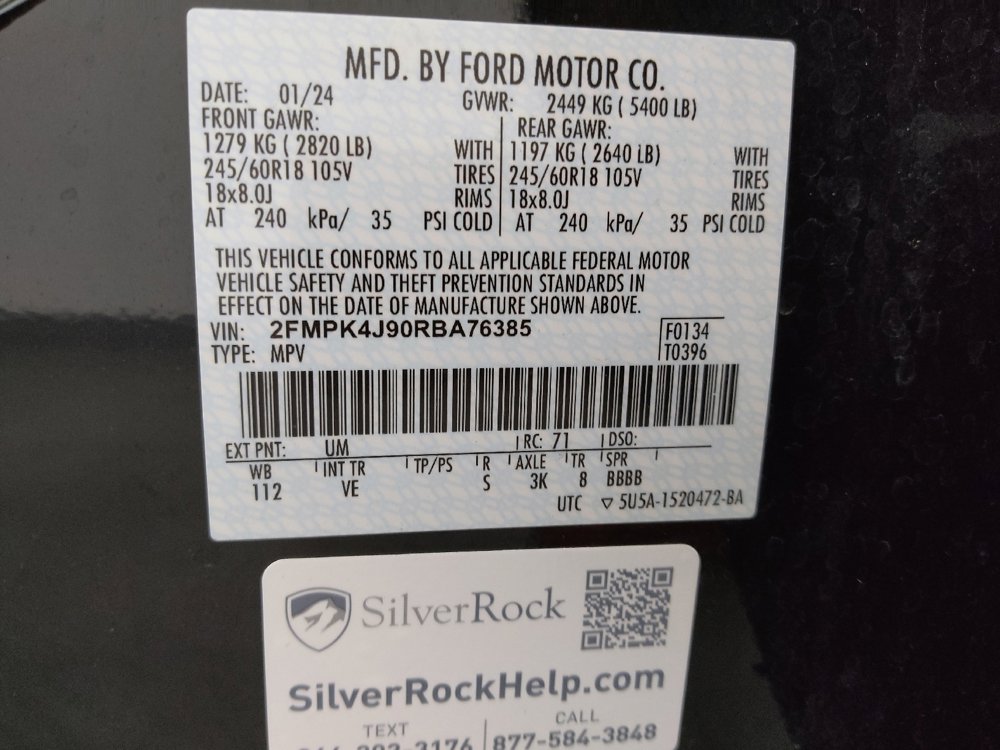 MFD. BY FORD MOTOR CO.
DATE: 01/24 GVWR: 2449 KG ( 5400 LB)
FRONT GAWR: REAR GAWR:
1279 KG ( 2820 LB) WITH 1197 KG ( 2640 LB) WITH
245/60R18 105V TIRES 245/60R18 105V TIRES
18x8.0J RIMS 18x8.0J RIMS
AT 240 kPa/ 35 PSI COLD AT 240 kPa/ 35 PSI COLD
THIS VEHICLE CONFORMS TO ALL APPLICABLE FEDERAL MOTOR
VEHICLE SAFETY AND THEFT PREVENTION STANDARDS IN
EFFECT ON THE DATE OF MANUFACTURE SHOWN ABOVE.
VIN: 2FMPK4J90RBA76385 F0134
TYPE: MPV T0396
EXT PNT: UM RC: 71 DSO:
WB INT TR TP/PS R AXLE TR SPR
112 VE S 3K 8 BBBB
UTC ▽ 5U5A-1520472-BA
SilverRock
SilverRockHelp.com
TEXT CALL
3176 877-584-3848